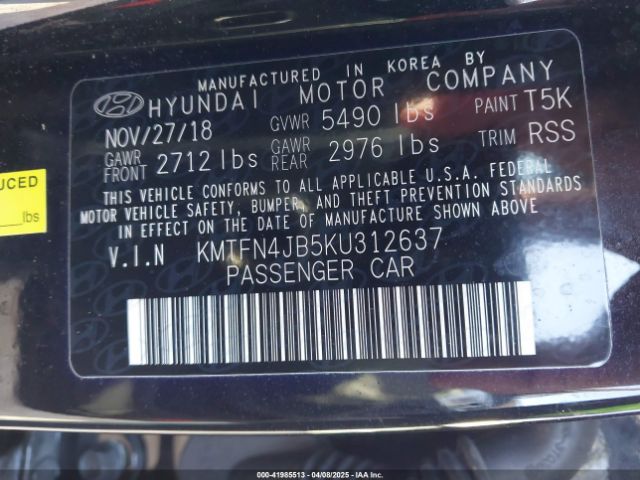 MANUFACTURED IN KOREA BY
HYUNDAI MOTOR COMPANY
NOV/27/18 GVWR 5490 lbs PAINT T5K
GAWR FRONT 2712 lbs GAWR REAR 2976 lbs TRIM RSS
THIS VEHICLE CONFORMS TO ALL APPLICABLE U.S.A. FEDERAL
MOTOR VEHICLE SAFETY, BUMPER, AND THEFT PREVENTION STANDARDS
IN EFFECT ON THE DATE OF MANUFACTURE SHOWN ABOVE.
V.I.N KMTFN4JB5KU312637
PASSENGER CAR
UCED
lbs
000-41985513 - 04/08/2025 - IAAI, Inc.